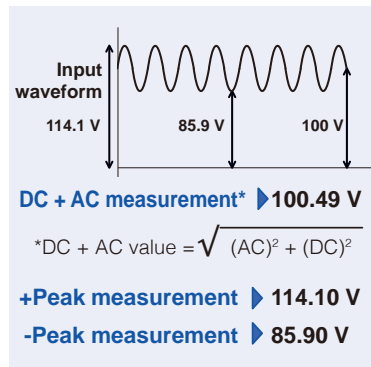 Input
waveform
114.1 V 85.9 V 100 V
DC + AC measurement* 100.49 V
*DC + AC value = √ (AC)² + (DC)²
+Peak measurement 114.10 V
-Peak measurement 85.90 V